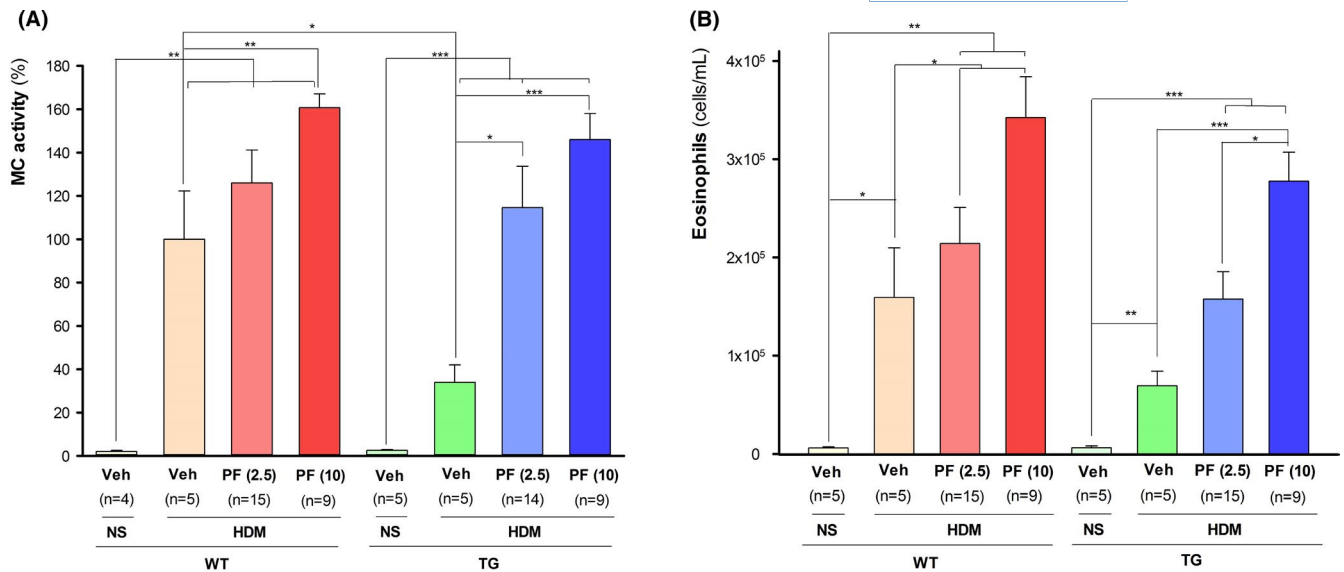 (A)
MC activity (%)
180
160
140
120
100
80
60
40
20
0
*
**
**
***
***
*
Veh Veh PF (2.5) PF (10) Veh Veh PF (2.5) PF (10)
(n=4) (n=5) (n=15) (n=9) (n=5) (n=5) (n=14) (n=9)
NS HDM NS HDM
WT TG
(B)
Eosinophils (cells/mL)
4x10⁵
3x10⁵
2x10⁵
1x10⁵
0
**
*
*
***
***
*
**
Veh Veh PF (2.5) PF (10) Veh Veh PF (2.5) PF (10)
(n=5) (n=5) (n=15) (n=9) (n=5) (n=5) (n=15) (n=9)
NS HDM NS HDM
WT TG